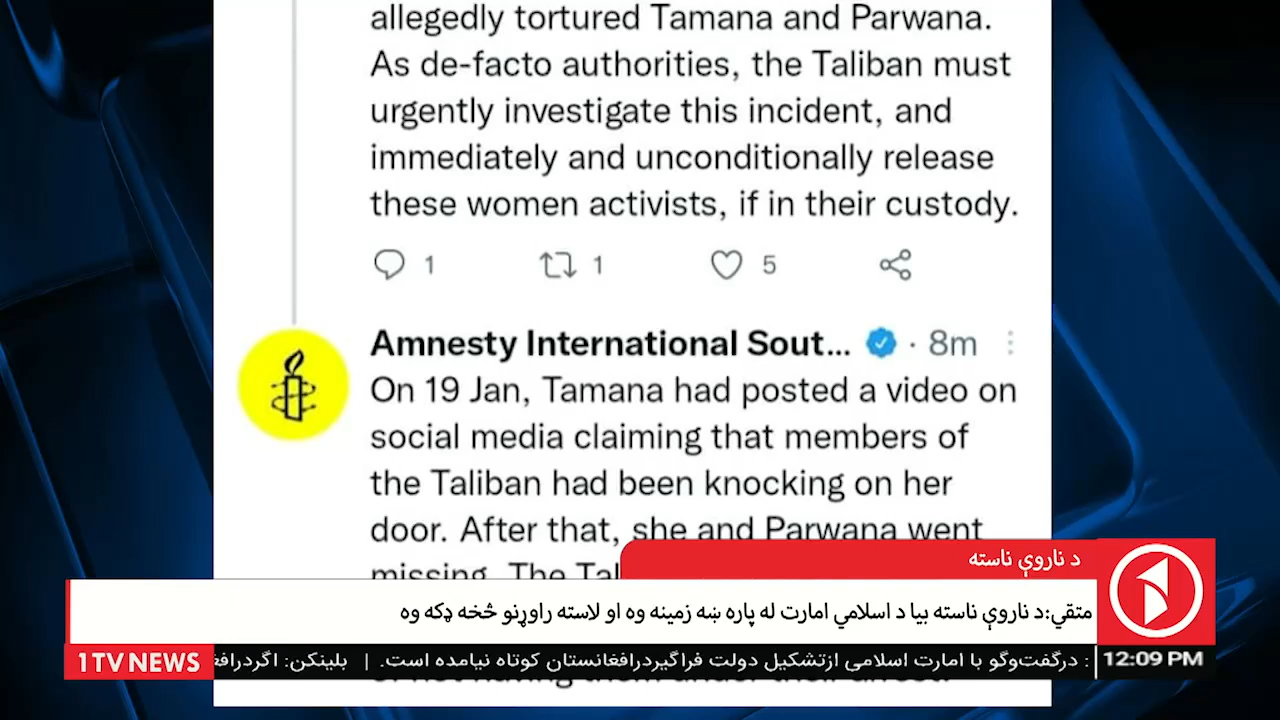 allegedly tortured Tamana and Parwana.
As de-facto authorities, the Taliban must
urgently investigate this incident, and
immediately and unconditionally release
these women activists, if in their custody.
1 1 5
Amnesty International Sout... · 8m
On 19 Jan, Tamana had posted a video on
social media claiming that members of
the Taliban had been knocking on her
door. After that, she and Parwana went
missing. The Tal
د ناروې ناسته
متقي:د ناروې ناسته بيا د اسلامي امارت له پاره ښه زمينه وه او لاسته راوړنو څخه ډکه وه
1TV NEWS
: درگفت‌وگو با امارت اسلامی ازتشکیل دولت فراگیردرافغانستان کوتاه نیامده است. | بلینکن: اگردرافغ
12:09 PM